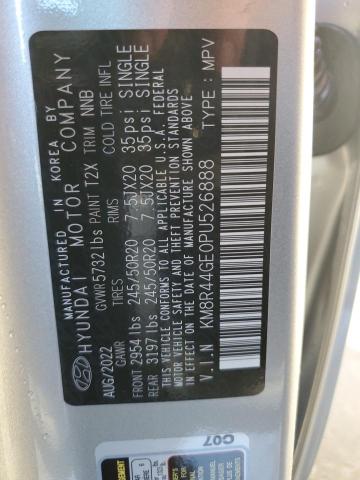 MANUFACTURED IN KOREA BY
HYUNDAI MOTOR COMPANY
AUG/2022 GVWR 5732 lbs PAINT T2X TRIM NNB
GAWR RIMS COLD TIRE INFL
FRONT 2954 lbs 245/50R20 7.5JX20 35psi SINGLE
REAR 3197 lbs 245/50R20 7.5JX20 35psi SINGLE
THIS VEHICLE CONFORMS TO ALL APPLICABLE U.S.A. FEDERAL
MOTOR VEHICLE SAFETY AND THEFT PREVENTION STANDARDS
IN EFFECT ON THE DATE OF MANUFACTURE SHOWN ABOVE
V.I.N KM8R44GE0PU526888 TYPE : MPV
C07